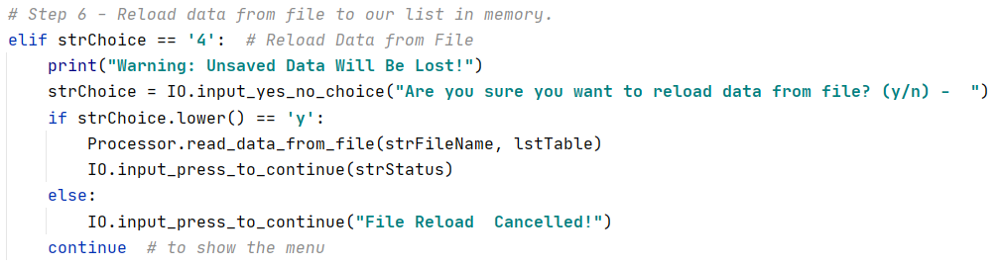 # Step 6 - Reload data from file to our list in memory.
elif strChoice == '4':  # Reload Data from File
    print("Warning: Unsaved Data Will Be Lost!")
    strChoice = IO.input_yes_no_choice("Are you sure you want to reload data from file? (y/n) -  ")
    if strChoice.lower() == 'y':
        Processor.read_data_from_file(strFileName, lstTable)
        IO.input_press_to_continue(strStatus)
    else:
        IO.input_press_to_continue("File Reload  Cancelled!")
    continue  # to show the menu